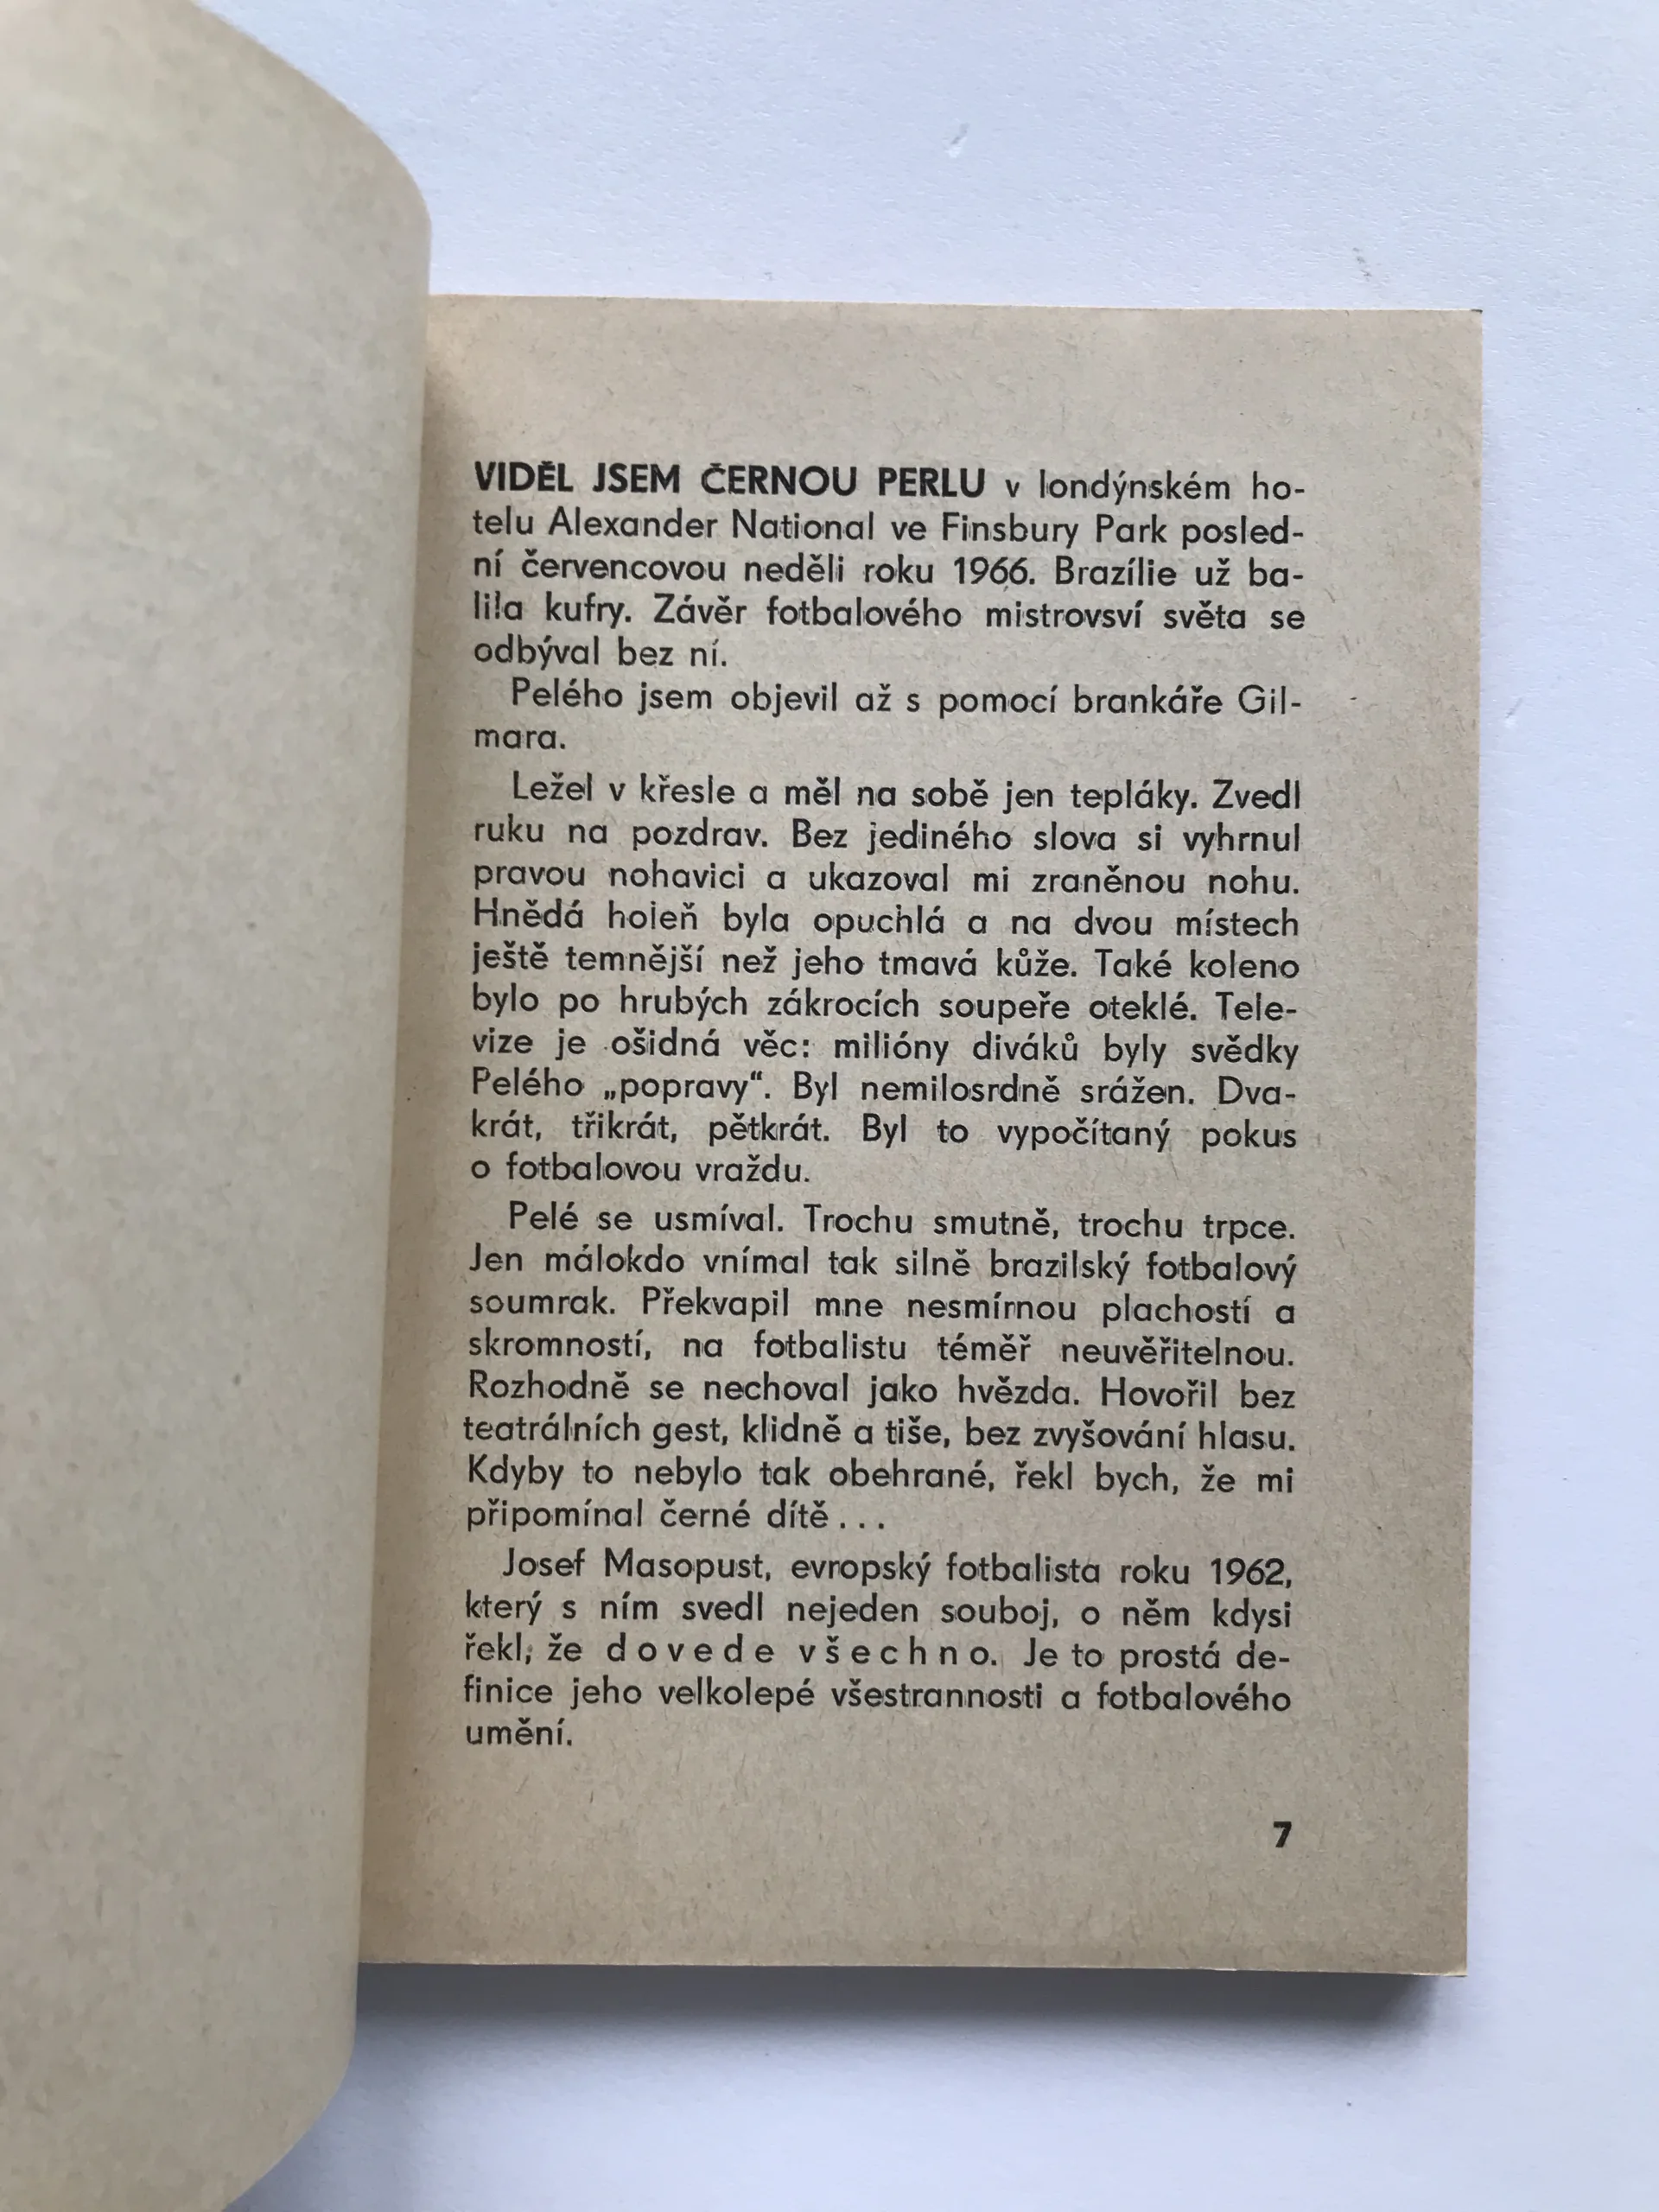 VIDĚL JSEM ČERNOU PERLU v londýnském ho-
telu Alexander National ve Finsbury Park posled-
ní červencovou neděli roku 1966. Brazílie už ba-
lila kufry. Závěr fotbalového mistrovsví světa se
odbýval bez ní.
Pelého jsem objevil až s pomocí brankáře Gil-
mara.
Ležel v křesle a měl na sobě jen tepláky. Zvedl
ruku na pozdrav. Bez jediného slova si vyhrnul
pravou nohavici a ukazoval mi zraněnou nohu.
Hnědá holeň byla opuchlá a na dvou místech
ještě temnější než jeho tmavá kůže. Také koleno
bylo po hrubých zákrocích soupeře oteklé. Tele-
vize je ošidná věc: milióny diváků byly svědky
Pelého „popravy“. Byl nemilosrdně srážen. Dva-
krát, třikrát, pětkrát. Byl to vypočítaný pokus
o fotbalovou vraždu.
Pelé se usmíval. Trochu smutně, trochu trpce.
Jen málokdo vnímal tak silně brazilský fotbalový
soumrak. Překvapil mne nesmírnou plachostí a
skromností, na fotbalistu téměř neuvěřitelnou.
Rozhodně se nechoval jako hvězda. Hovořil bez
teatrálních gest, klidně a tiše, bez zvyšování hlasu.
Kdyby to nebylo tak obehrané, řekl bych, že mi
připomínal černé dítě...
Josef Masopust, evropský fotbalista roku 1962,
který s ním svedl nejeden souboj, o něm kdysi
řekl, že dovede všechno. Je to prostá de-
finice jeho velkolepé všestrannosti a fotbalového
umění.
7